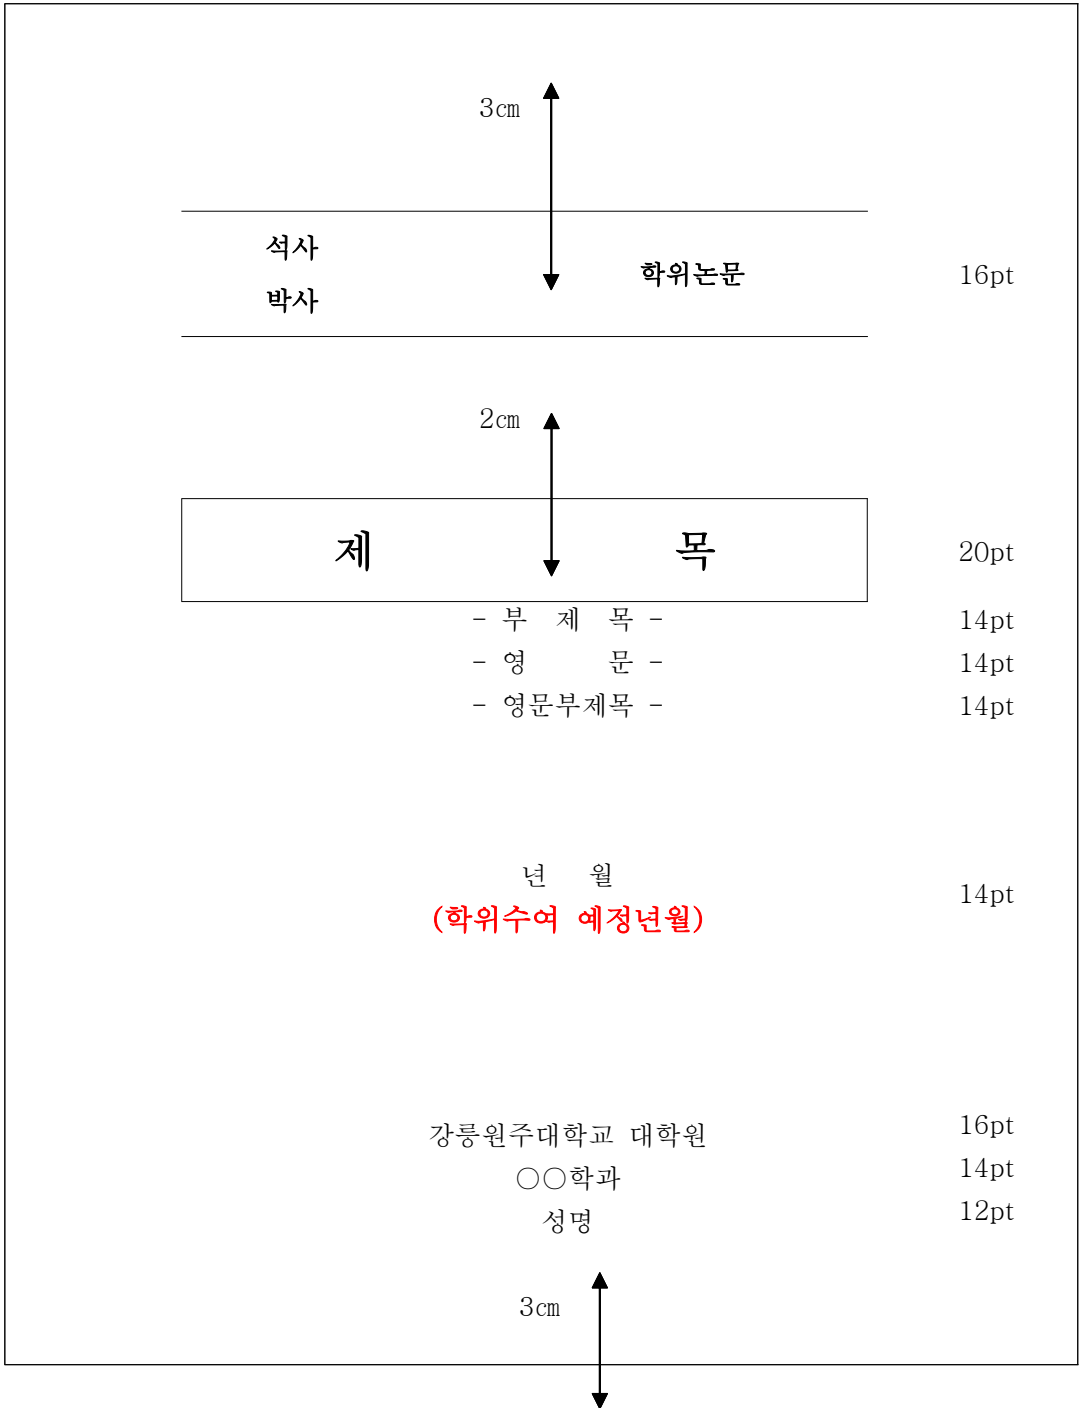 3cm
석사
학위논문 16pt
박사
2cm
제 목 20pt
- 부 제 목 - 14pt
- 영 문 - 14pt
- 영문부제목 - 14pt
년 월
14pt
(학위수여 예정년월)
강릉원주대학교 대학원 16pt
○○학과 14pt
성명 12pt
3cm